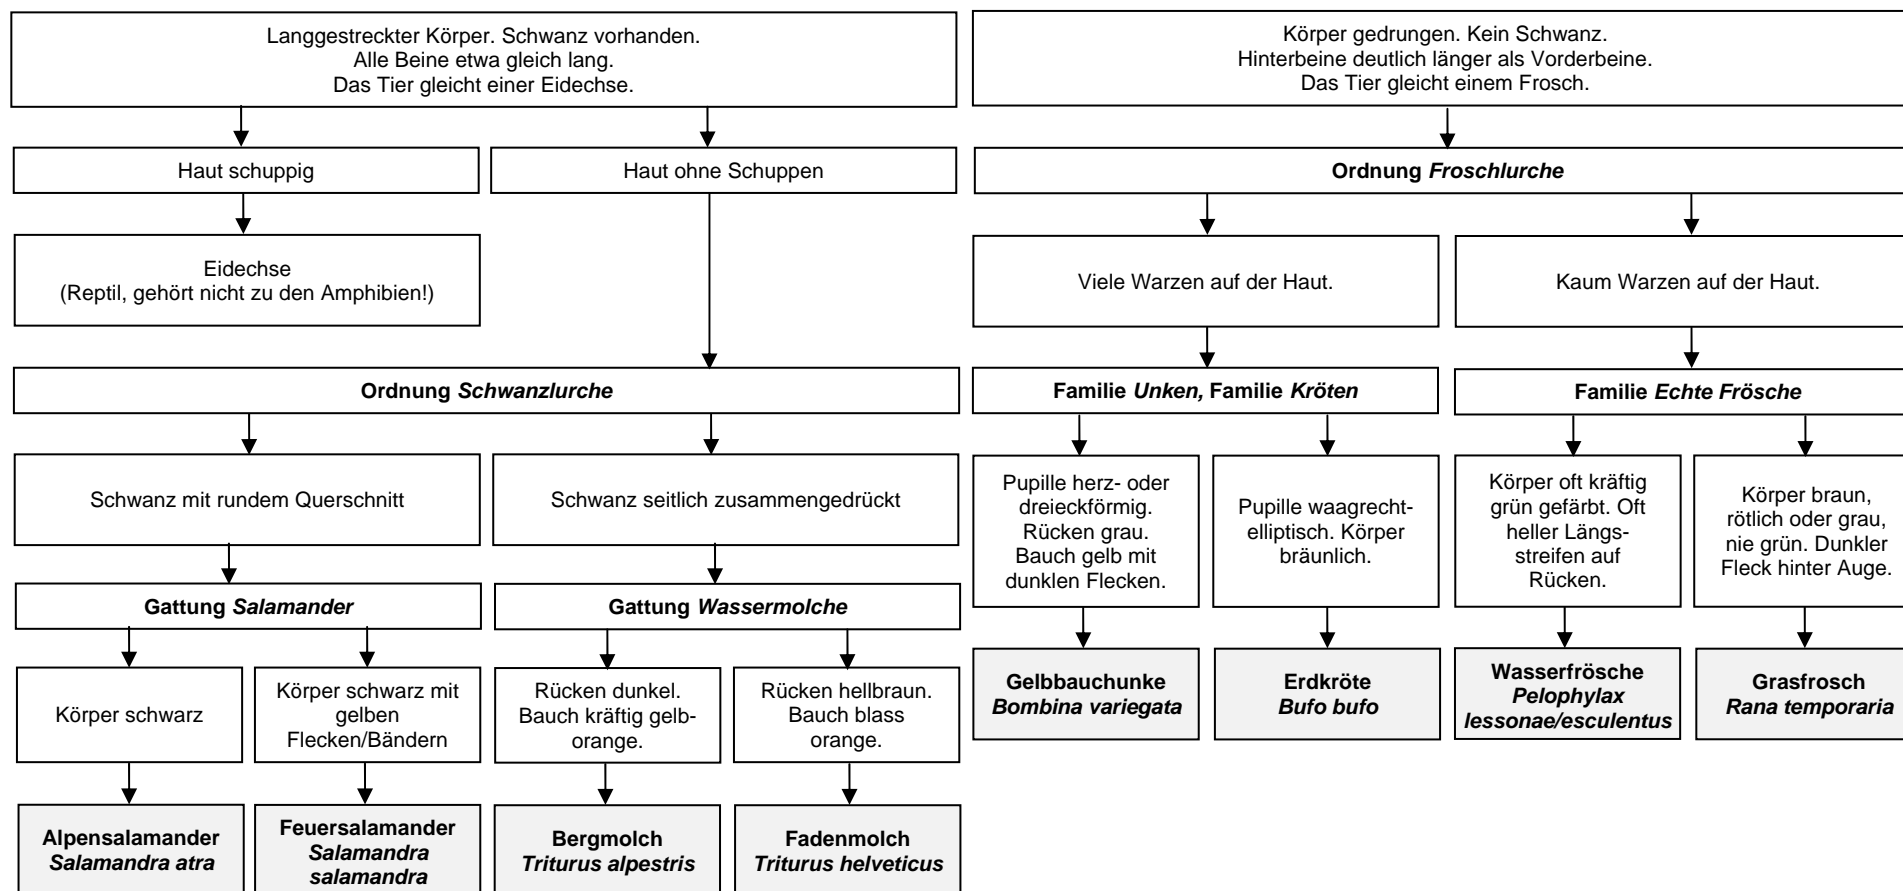 Langgestreckter Körper. Schwanz vorhanden.
Alle Beine etwa gleich lang.
Das Tier gleicht einer Eidechse.
Körper gedrungen. Kein Schwanz.
Hinterbeine deutlich länger als Vorderbeine.
Das Tier gleicht einem Frosch.
Haut schuppig
Haut ohne Schuppen
Ordnung Froschlurche
Eidechse
(Reptil, gehört nicht zu den Amphibien!)
Viele Warzen auf der Haut.
Kaum Warzen auf der Haut.
Ordnung Schwanzlurche
Familie Unken, Familie Kröten
Familie Echte Frösche
Schwanz mit rundem Querschnitt
Schwanz seitlich zusammengedrückt
Pupille herz- oder
dreieckförmig.
Rücken grau.
Bauch gelb mit
dunklen Flecken.
Pupille waagrecht-
elliptisch. Körper
bräunlich.
Körper oft kräftig
grün gefärbt. Oft
heller Längs-
streifen auf
Rücken.
Körper braun,
rötlich oder grau,
nie grün. Dunkler
Fleck hinter Auge.
Gattung Salamander
Gattung Wassermolche
Körper schwarz
Körper schwarz mit
gelben
Flecken/Bändern
Rücken dunkel.
Bauch kräftig gelb-
orange.
Rücken hellbraun.
Bauch blass
orange.
Gelbbauchunke
Bombina variegata
Erdkröte
Bufo bufo
Wasserfrösche
Pelophylax
lessonae/esculentus
Grasfrosch
Rana temporaria
Alpensalamander
Salamandra atra
Feuersalamander
Salamandra
salamandra
Bergmolch
Triturus alpestris
Fadenmolch
Triturus helveticus